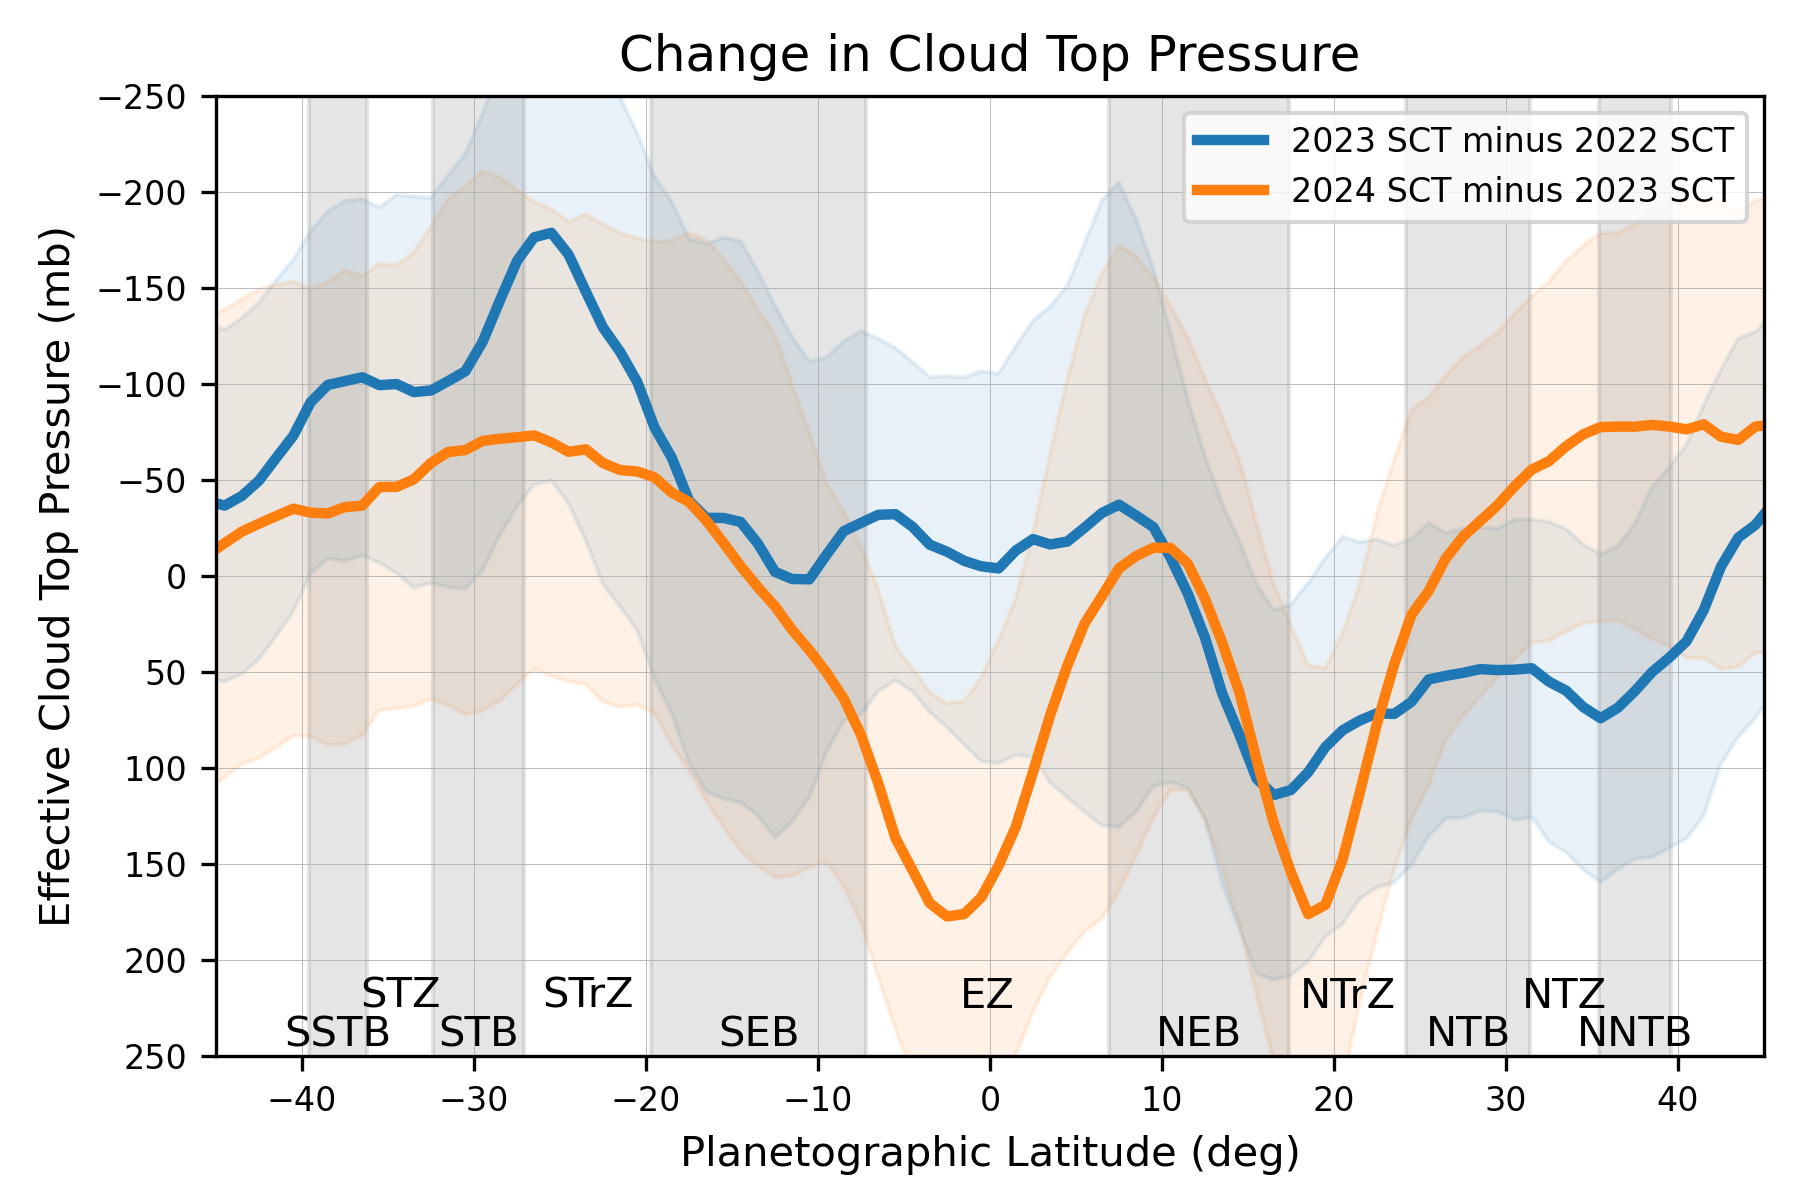 Change in Cloud Top Pressure
2023 SCT minus 2022 SCT
2024 SCT minus 2023 SCT
Effective Cloud Top Pressure (mb)
−250
−200
−150
−100
−50
0
50
100
150
200
250
STZ STrZ EZ NTrZ NTZ
SSTB STB SEB NEB NTB NNTB
−40 −30 −20 −10 0 10 20 30 40
Planetographic Latitude (deg)